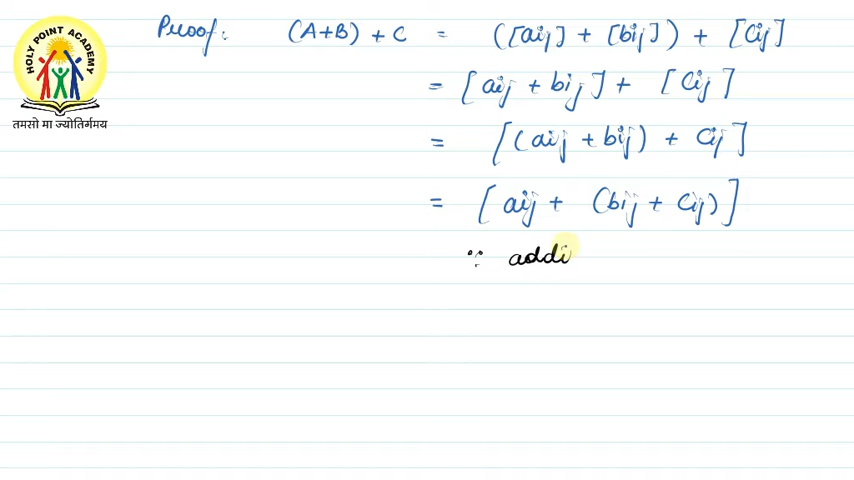 HOLY POINT ACADEMY
तमसो मा ज्योतिर्गमय
Proof: (A+B) + C = ([aij] + [bij]) + [Cij]
= [aij + bij] + [Cij]
= [(aij + bij) + Cij]
= [aij + (bij + Cij)]
∵ addi